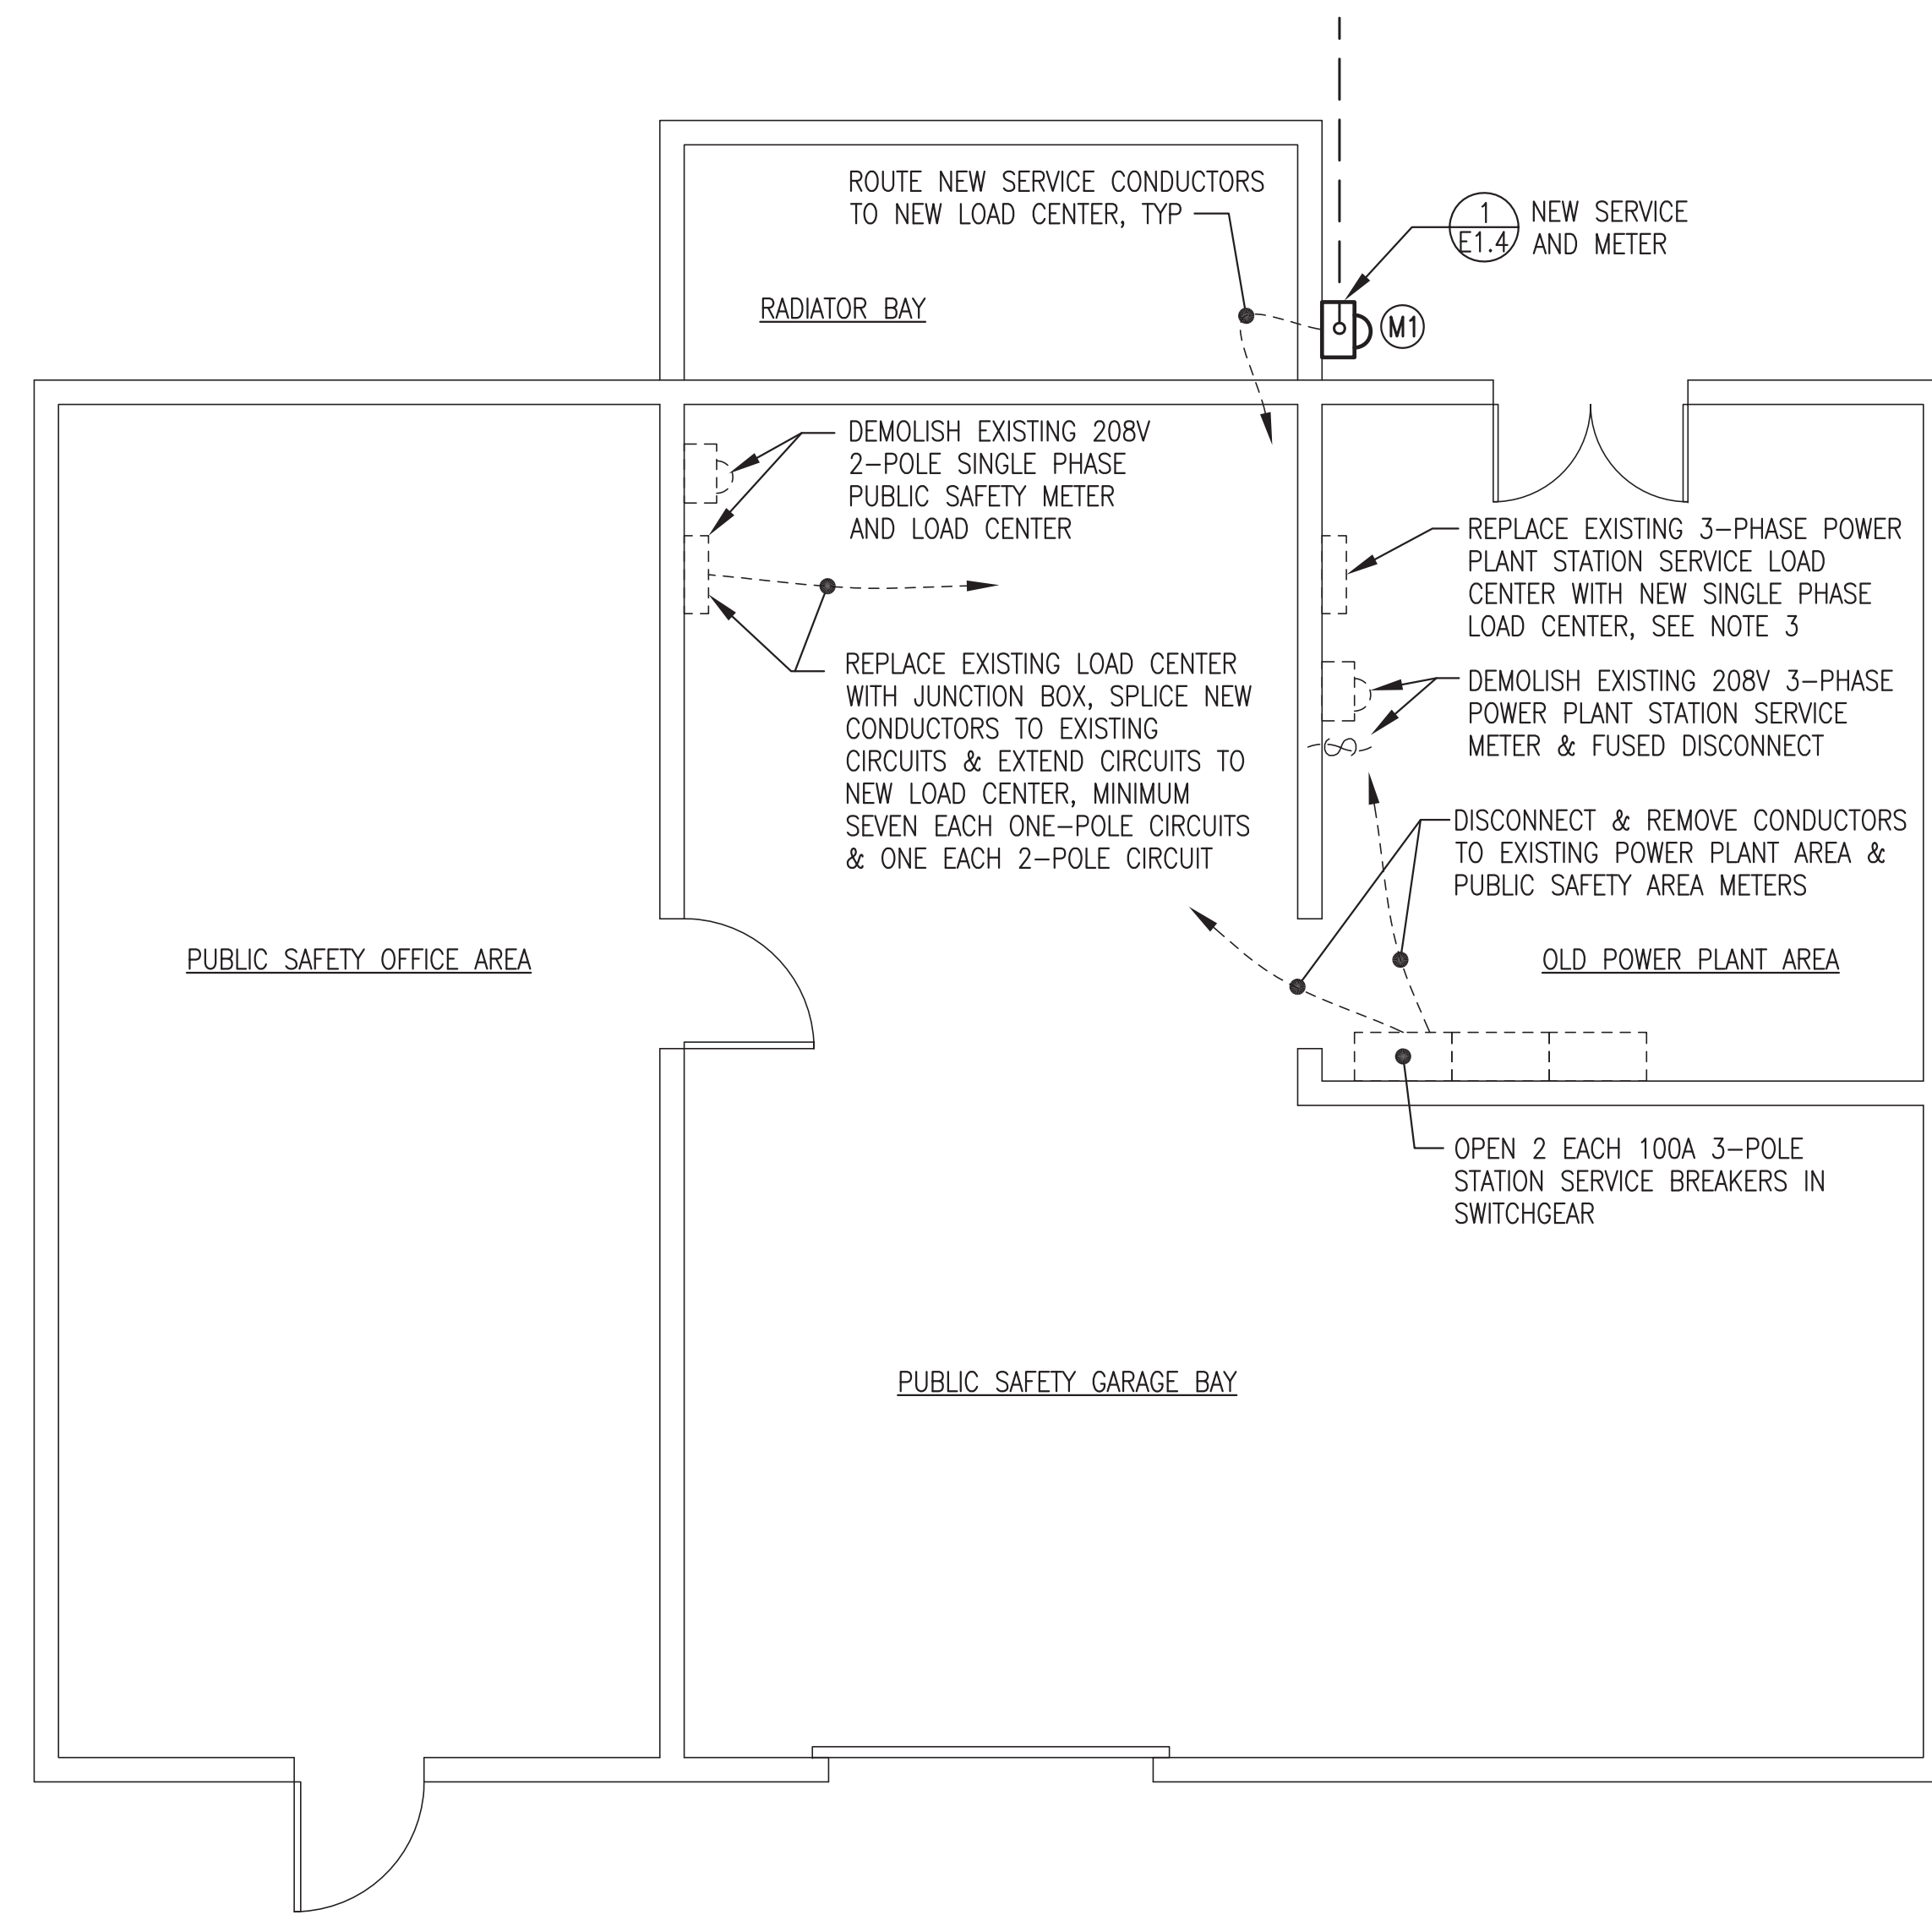 ROUTE NEW SERVICE CONDUCTORS
TO NEW LOAD CENTER, TYP
1
E1.4
NEW SERVICE
AND METER
RADIATOR BAY
M1
DEMOLISH EXISTING 208V
2-POLE SINGLE PHASE
PUBLIC SAFETY METER
AND LOAD CENTER
REPLACE EXISTING 3-PHASE POWER
PLANT STATION SERVICE LOAD
CENTER WITH NEW SINGLE PHASE
LOAD CENTER, SEE NOTE 3
REPLACE EXISTING LOAD CENTER
WITH JUNCTION BOX, SPLICE NEW
CONDUCTORS TO EXISTING
CIRCUITS & EXTEND CIRCUITS TO
NEW LOAD CENTER, MINIMUM
SEVEN EACH ONE-POLE CIRCUITS
& ONE EACH 2-POLE CIRCUIT
DEMOLISH EXISTING 208V 3-PHASE
POWER PLANT STATION SERVICE
METER & FUSED DISCONNECT
DISCONNECT & REMOVE CONDUCTORS
TO EXISTING POWER PLANT AREA &
PUBLIC SAFETY AREA METERS
PUBLIC SAFETY OFFICE AREA
OLD POWER PLANT AREA
OPEN 2 EACH 100A 3-POLE
STATION SERVICE BREAKERS IN
SWITCHGEAR
PUBLIC SAFETY GARAGE BAY